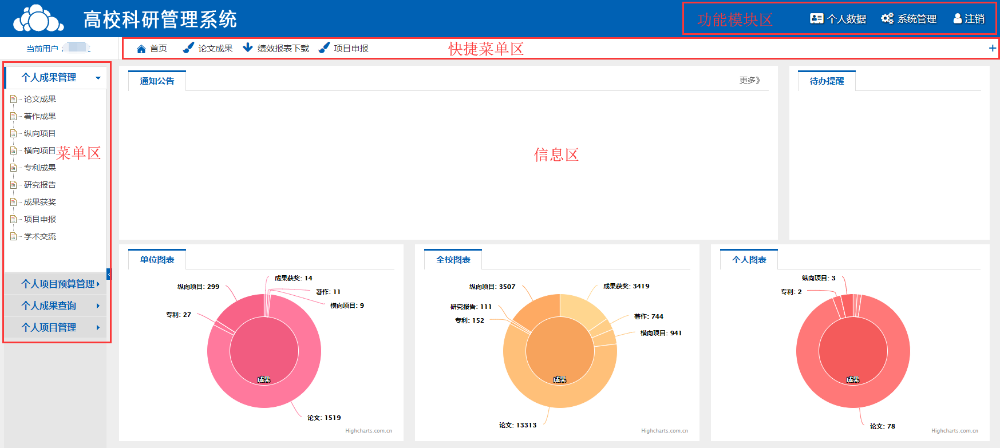 高校科研管理系统
功能模块区
个人数据
系统管理
注销
当前用户：
首页
论文成果
绩效报表下载
项目申报
快捷菜单区
+
个人成果管理
论文成果
著作成果
纵向项目
横向项目
专利成果
研究报告
成果获奖
项目申报
学术交流
菜单区
个人项目预算管理
个人成果查询
个人项目管理
通知公告
更多》
信息区
待办提醒
单位图表
纵向项目: 299
成果获奖: 14
著作: 11
横向项目: 9
专利: 27
成果
论文: 1519
Highcharts.com.cn
全校图表
纵向项目: 3507
成果获奖: 3419
研究报告: 111
专利: 152
著作: 744
横向项目: 941
成果
论文: 13313
Highcharts.com.cn
个人图表
纵向项目: 3
专利: 2
成果
论文: 78
Highcharts.com.cn